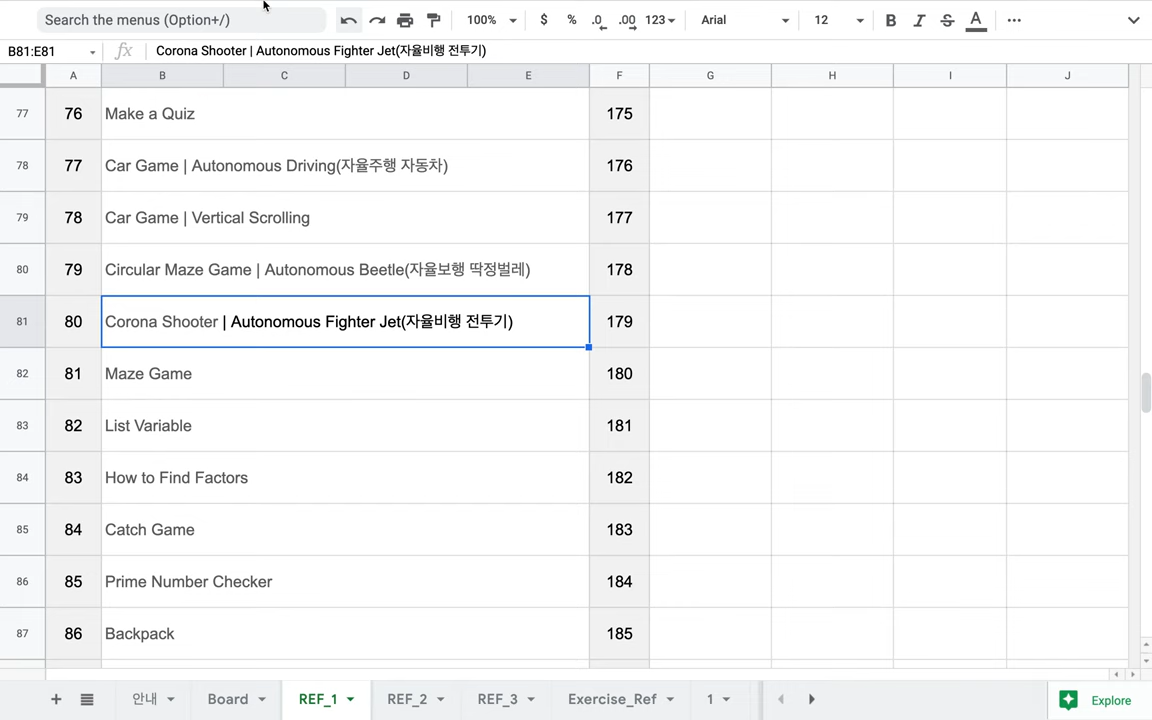 Search the menus (Option+/) 100% $ % .0 .00 123 Arial 12 B I S A
B81:E81 fx Corona Shooter | Autonomous Fighter Jet(자율비행 전투기)
A B C D E F G H I J
77 76 Make a Quiz 175
78 77 Car Game | Autonomous Driving(자율주행 자동차) 176
79 78 Car Game | Vertical Scrolling 177
80 79 Circular Maze Game | Autonomous Beetle(자율보행 딱정벌레) 178
81 80 Corona Shooter | Autonomous Fighter Jet(자율비행 전투기) 179
82 81 Maze Game 180
83 82 List Variable 181
84 83 How to Find Factors 182
85 84 Catch Game 183
86 85 Prime Number Checker 184
87 86 Backpack 185
안내 Board REF_1 REF_2 REF_3 Exercise_Ref 1 Explore